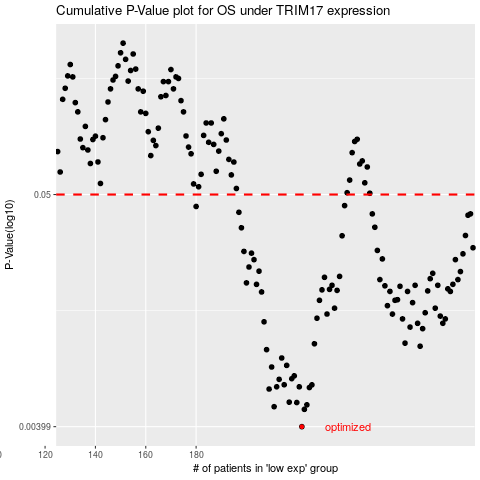 Cumulative P-Value plot for OS under TRIM17 expression
P-Value(log10)
0.05
0.00399
optimized
0 120 140 160 180
# of patients in 'low exp' group